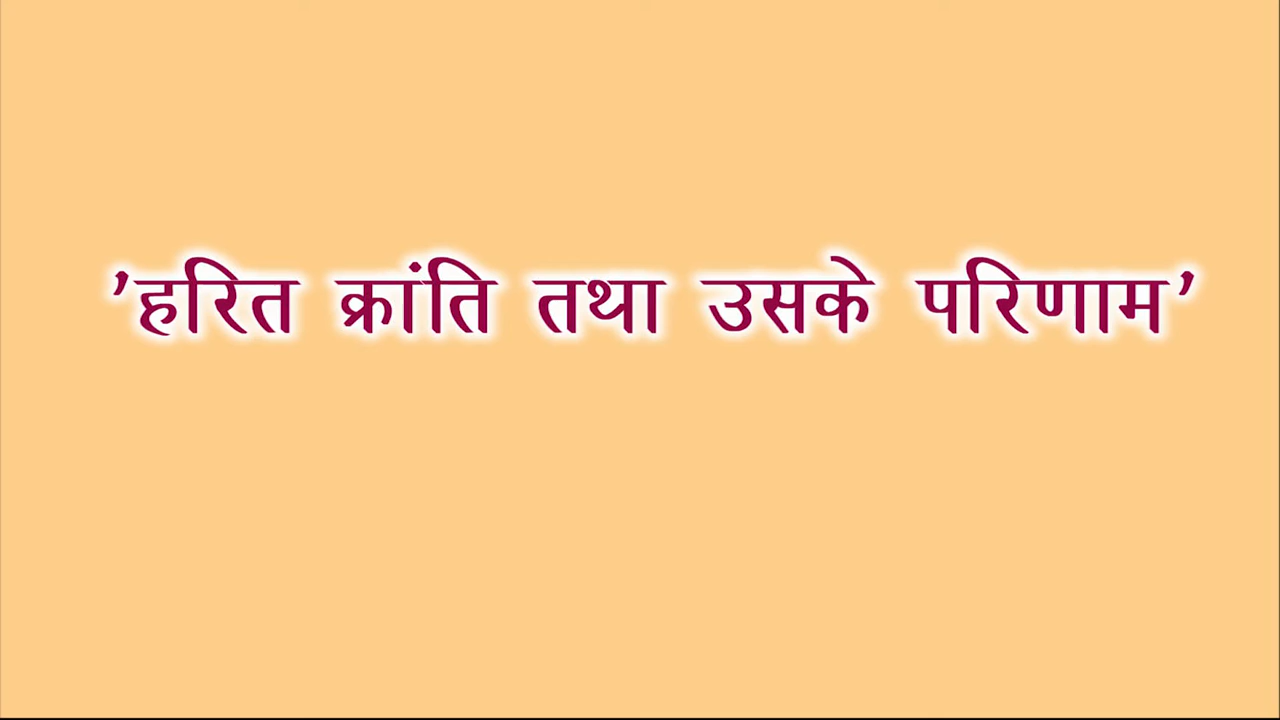 ’हरित क्रांति तथा उसके परिणाम’